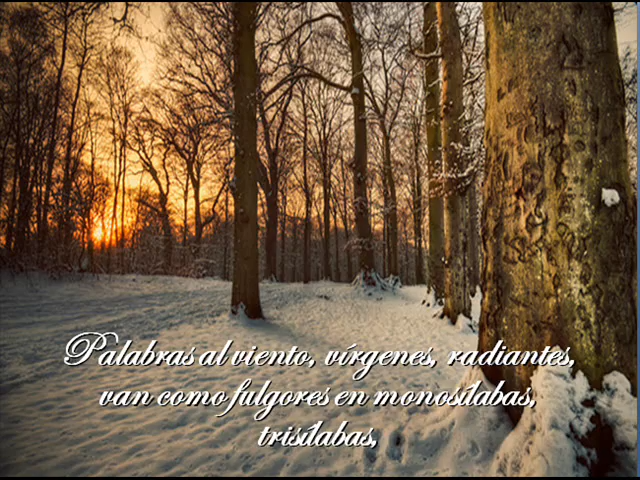 Palabras al viento, vírgenes, radiantes,
van como fulgores en monosílabas,
trisílabas,